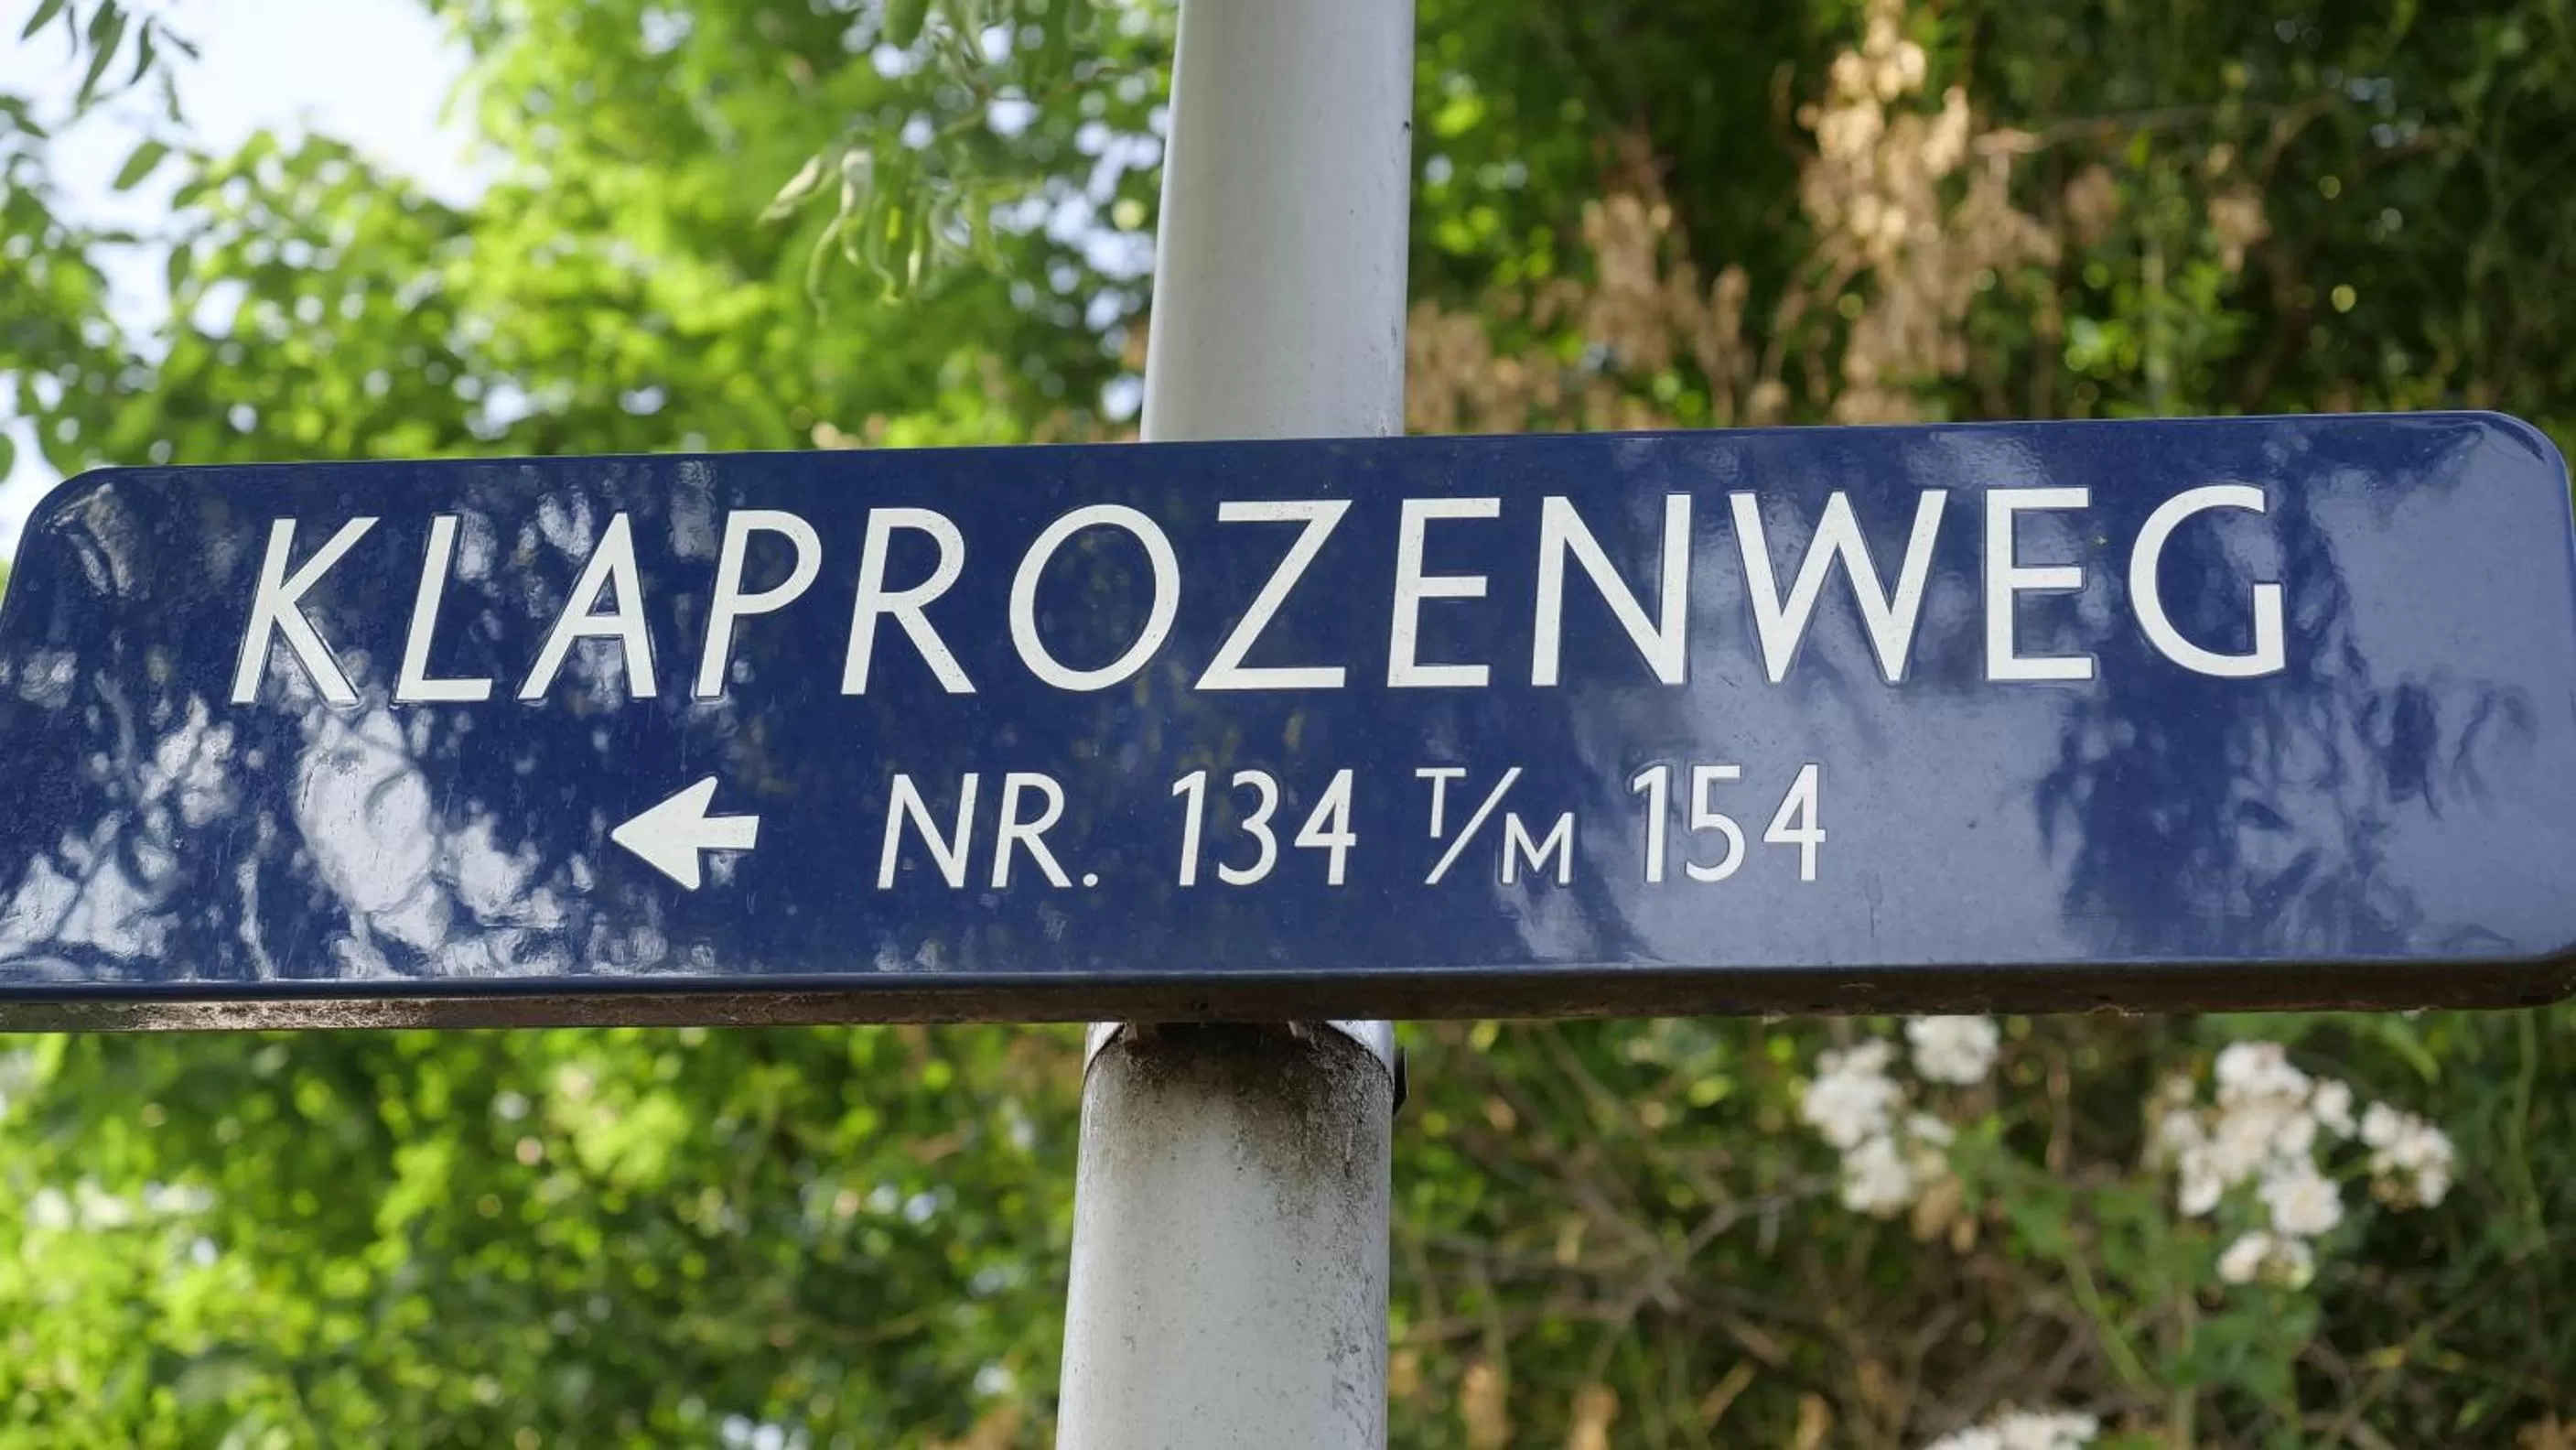 KLAPROZENWEG
← NR. 134 T/M 154